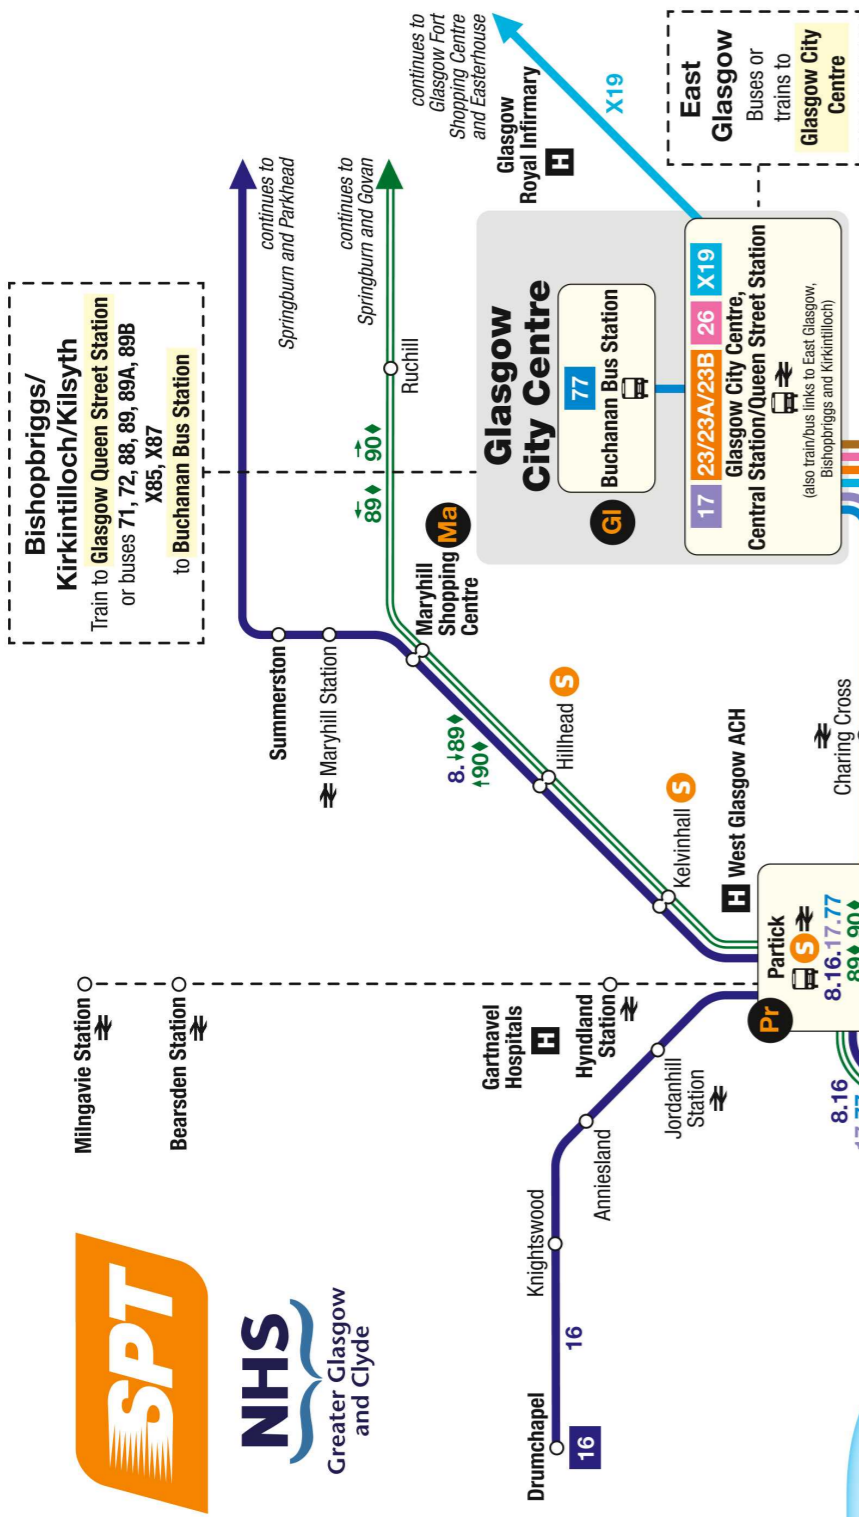 SPT
NHS
Greater Glasgow
and Clyde
Milngavie Station
Bearsden Station
Bishopbriggs/
Kirkintilloch/Kilsyth
Train to Glasgow Queen Street Station
or buses 71, 72, 88, 89, 89A, 89B
X85, X87
to Buchanan Bus Station
continues to
Springburn and Parkhead
continues to
Springburn and Govan
Summerston
Maryhill Station
89 90
Ruchill
Maryhill
Shopping
Centre
Ma
8. 89
90
Hillhead S
Kelvinhall S
H West Glasgow ACH
Gartnavel
Hospitals
H
Hyndland
Station
Drumchapel
16
16
Knightswood
Anniesland
Jordanhill
Station
Pr
Partick
S
8.16.17.77
89 90
8.16
17.77
Glasgow
City Centre
Gl
77
Buchanan Bus Station
17 23/23A/23B 26 X19
Glasgow City Centre,
Central Station/Queen Street Station
(also train/bus links to East Glasgow,
Bishopbriggs and Kirkintilloch)
Charing Cross
continues to
Glasgow Fort
Shopping Centre
and Easterhouse
Glasgow
Royal Infirmary
H
X19
East
Glasgow
Buses or
trains to
Glasgow City
Centre